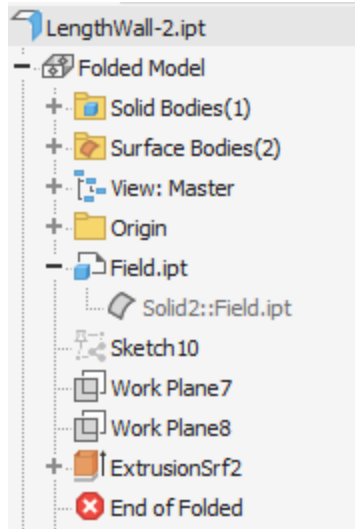 LengthWall-2.ipt
Folded Model
Solid Bodies(1)
Surface Bodies(2)
View: Master
Origin
Field.ipt
Solid2::Field.ipt
Sketch10
Work Plane7
Work Plane8
ExtrusionSrf2
End of Folded